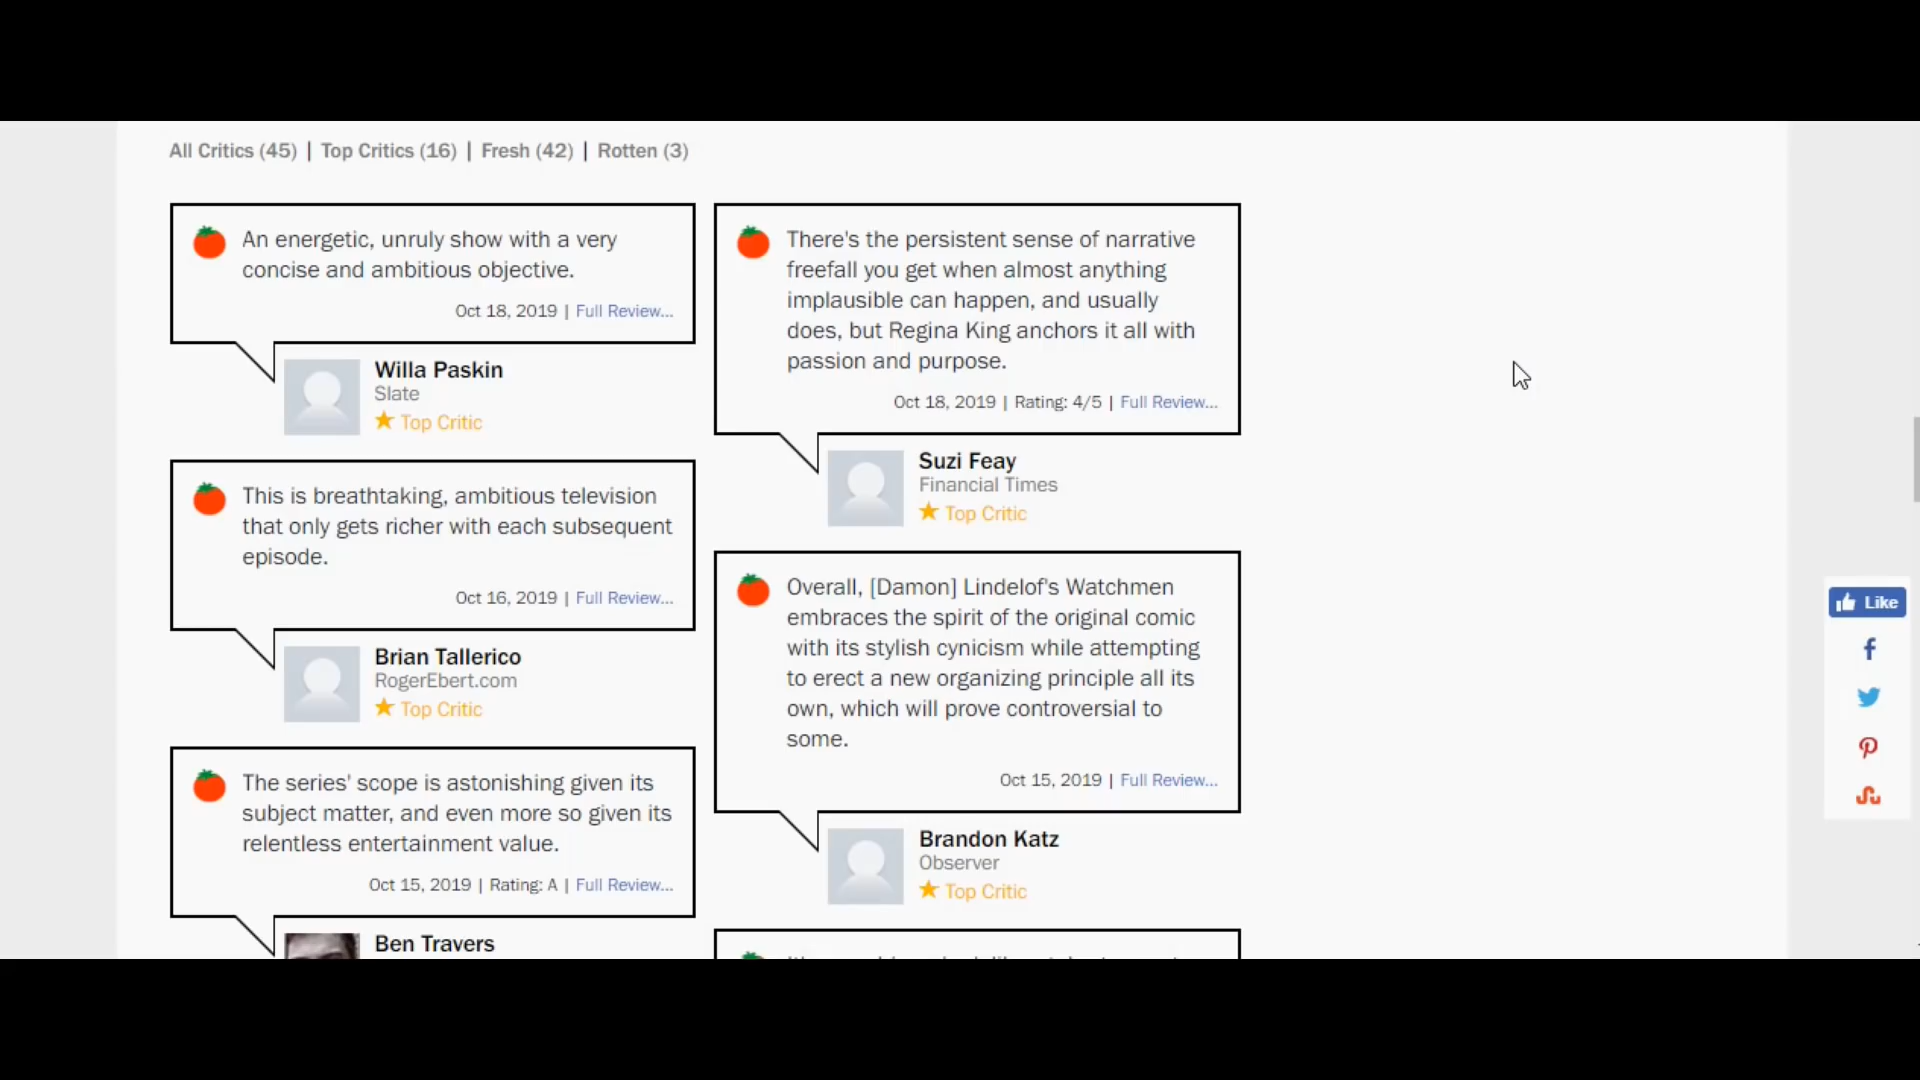 All Critics (45) | Top Critics (16) | Fresh (42) | Rotten (3)
An energetic, unruly show with a very
concise and ambitious objective.
Oct 18, 2019 | Full Review...
Willa Paskin
Slate
Top Critic
This is breathtaking, ambitious television
that only gets richer with each subsequent
episode.
Oct 16, 2019 | Full Review...
Brian Tallerico
RogerEbert.com
Top Critic
The series' scope is astonishing given its
subject matter, and even more so given its
relentless entertainment value.
Oct 15, 2019 | Rating: A | Full Review...
Ben Travers
There's the persistent sense of narrative
freefall you get when almost anything
implausible can happen, and usually
does, but Regina King anchors it all with
passion and purpose.
Oct 18, 2019 | Rating: 4/5 | Full Review...
Suzi Feay
Financial Times
Top Critic
Overall, [Damon] Lindelof's Watchmen
embraces the spirit of the original comic
with its stylish cynicism while attempting
to erect a new organizing principle all its
own, which will prove controversial to
some.
Oct 15, 2019 | Full Review...
Brandon Katz
Observer
Top Critic
Like